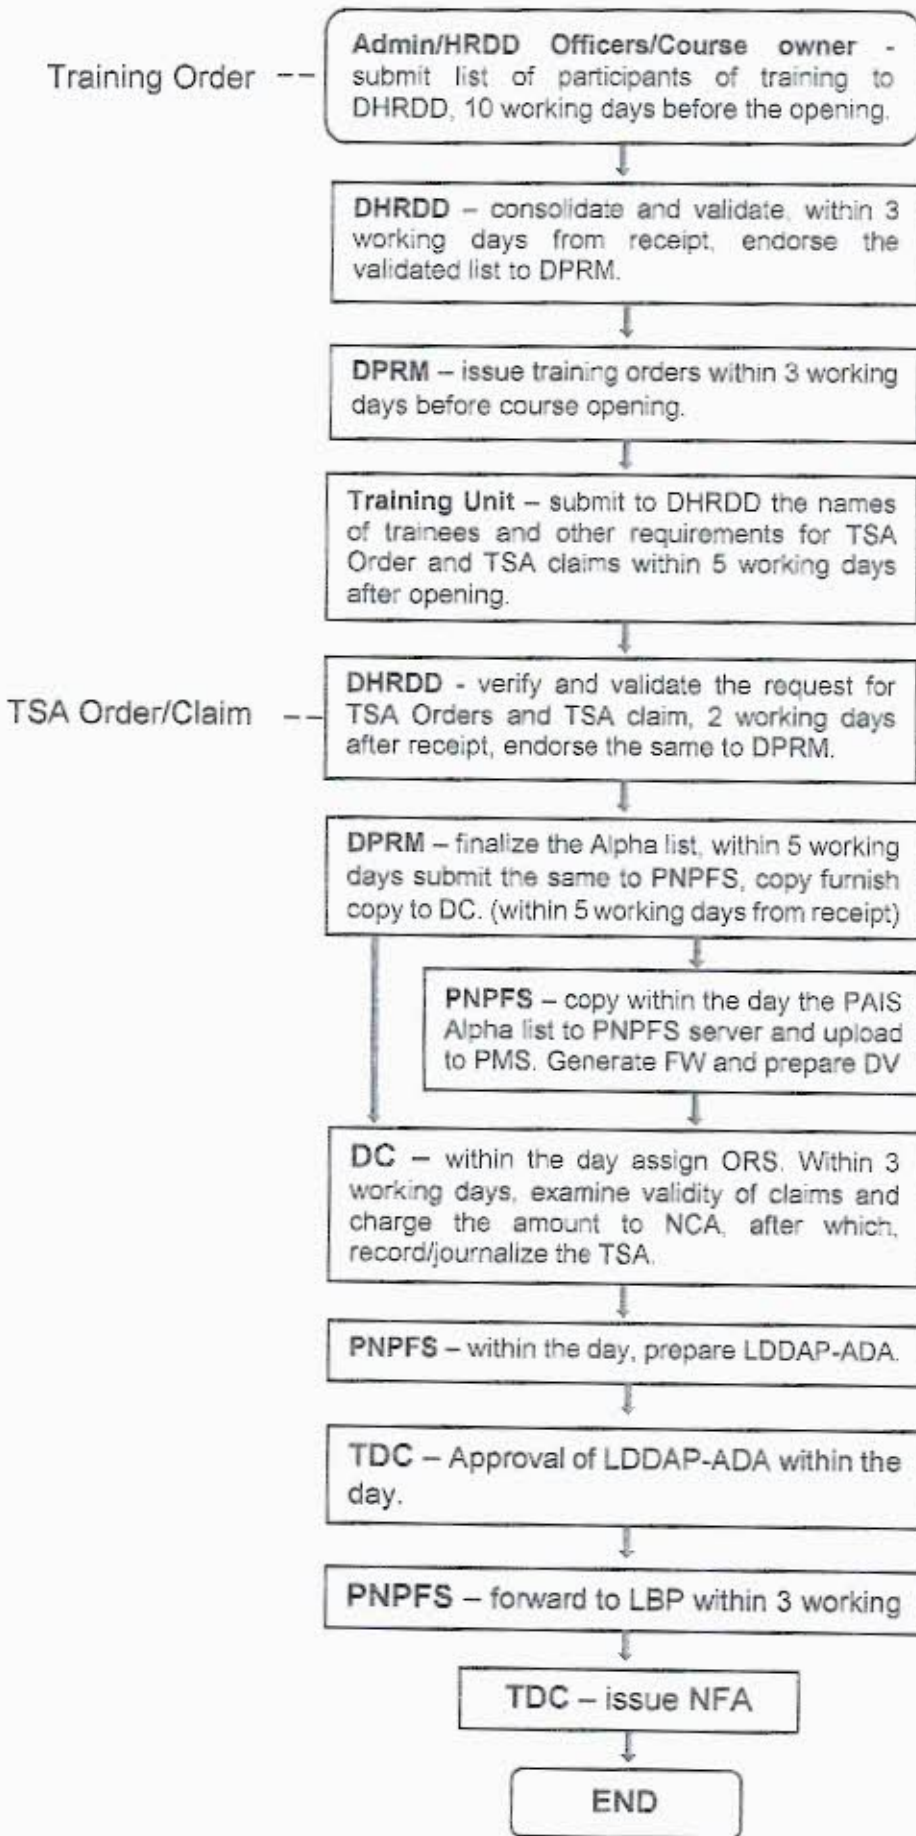 Training Order --
Admin/HRDD Officers/Course owner -
submit list of participants of training to
DHRDD, 10 working days before the opening.
DHRDD – consolidate and validate, within 3
working days from receipt, endorse the
validated list to DPRM.
DPRM – issue training orders within 3 working
days before course opening.
Training Unit – submit to DHRDD the names
of trainees and other requirements for TSA
Order and TSA claims within 5 working days
after opening.
TSA Order/Claim --
DHRDD - verify and validate the request for
TSA Orders and TSA claim, 2 working days
after receipt, endorse the same to DPRM.
DPRM – finalize the Alpha list, within 5 working
days submit the same to PNPFS, copy furnish
copy to DC. (within 5 working days from receipt)
PNPFS – copy within the day the PAIS
Alpha list to PNPFS server and upload
to PMS. Generate FW and prepare DV
DC – within the day assign ORS. Within 3
working days, examine validity of claims and
charge the amount to NCA, after which,
record/journalize the TSA.
PNPFS – within the day, prepare LDDAP-ADA.
TDC – Approval of LDDAP-ADA within the
day.
PNPFS – forward to LBP within 3 working
TDC – issue NFA
END